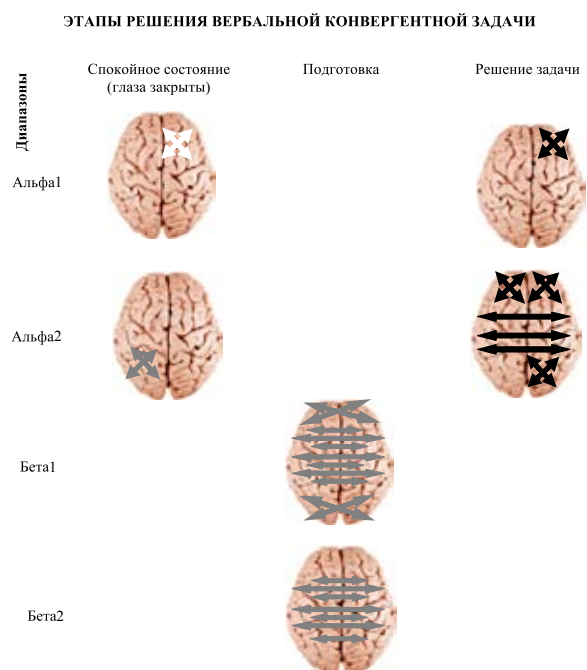 ЭТАПЫ РЕШЕНИЯ ВЕРБАЛЬНОЙ КОНВЕРГЕНТНОЙ ЗАДАЧИ
Диапазоны
Спокойное состояние
(глаза закрыты)
Подготовка
Решение задачи
Альфа1
Альфа2
Бета1
Бета2